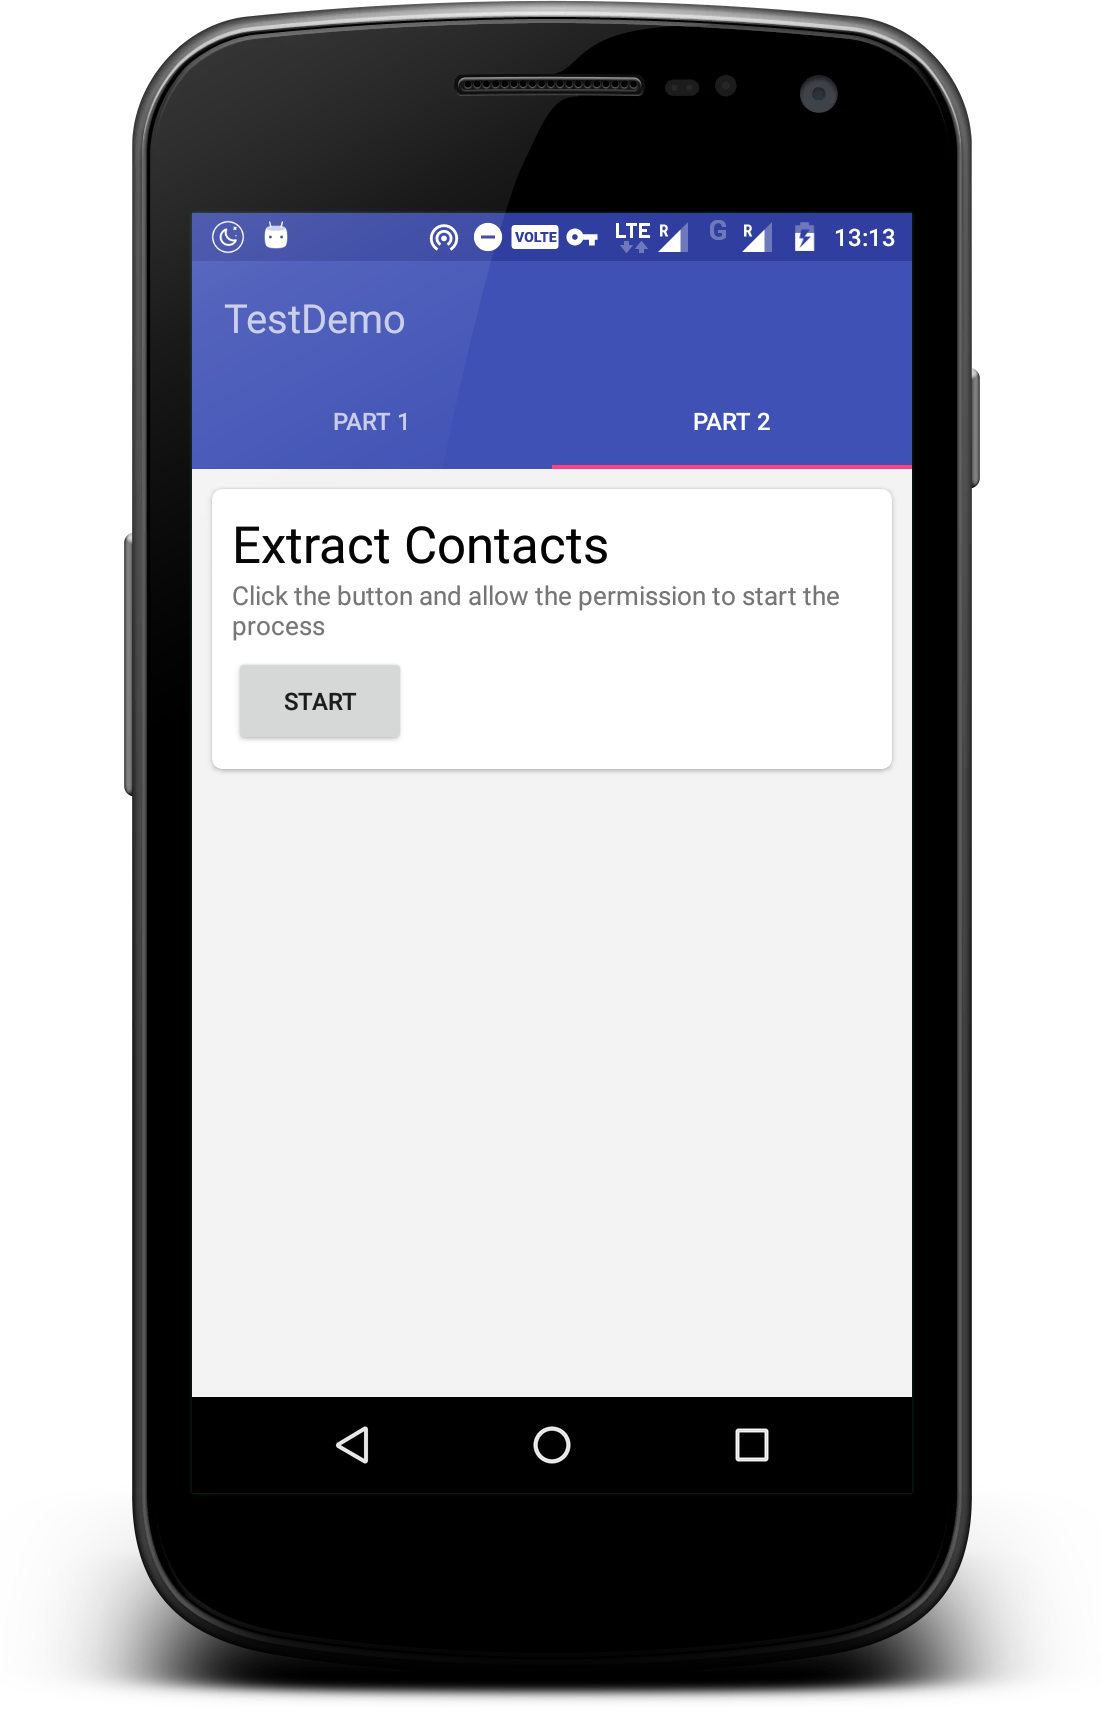 VOLTE LTE R G R 13:13
TestDemo
PART 1 PART 2
Extract Contacts
Click the button and allow the permission to start the
process
START